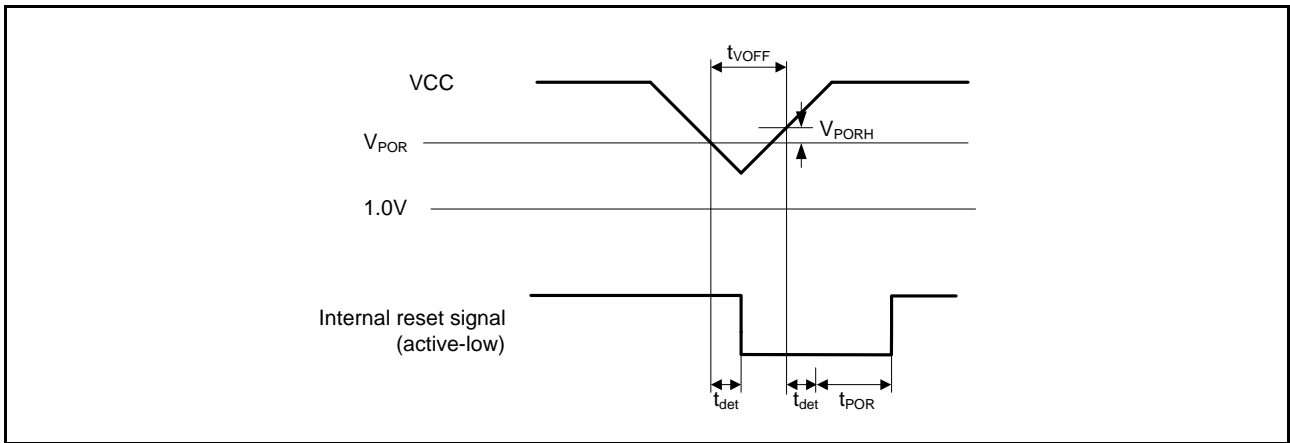 tVOFF
VCC
VPORH
VPOR
1.0V
Internal reset signal
(active-low)
tdet
tdet
tPOR